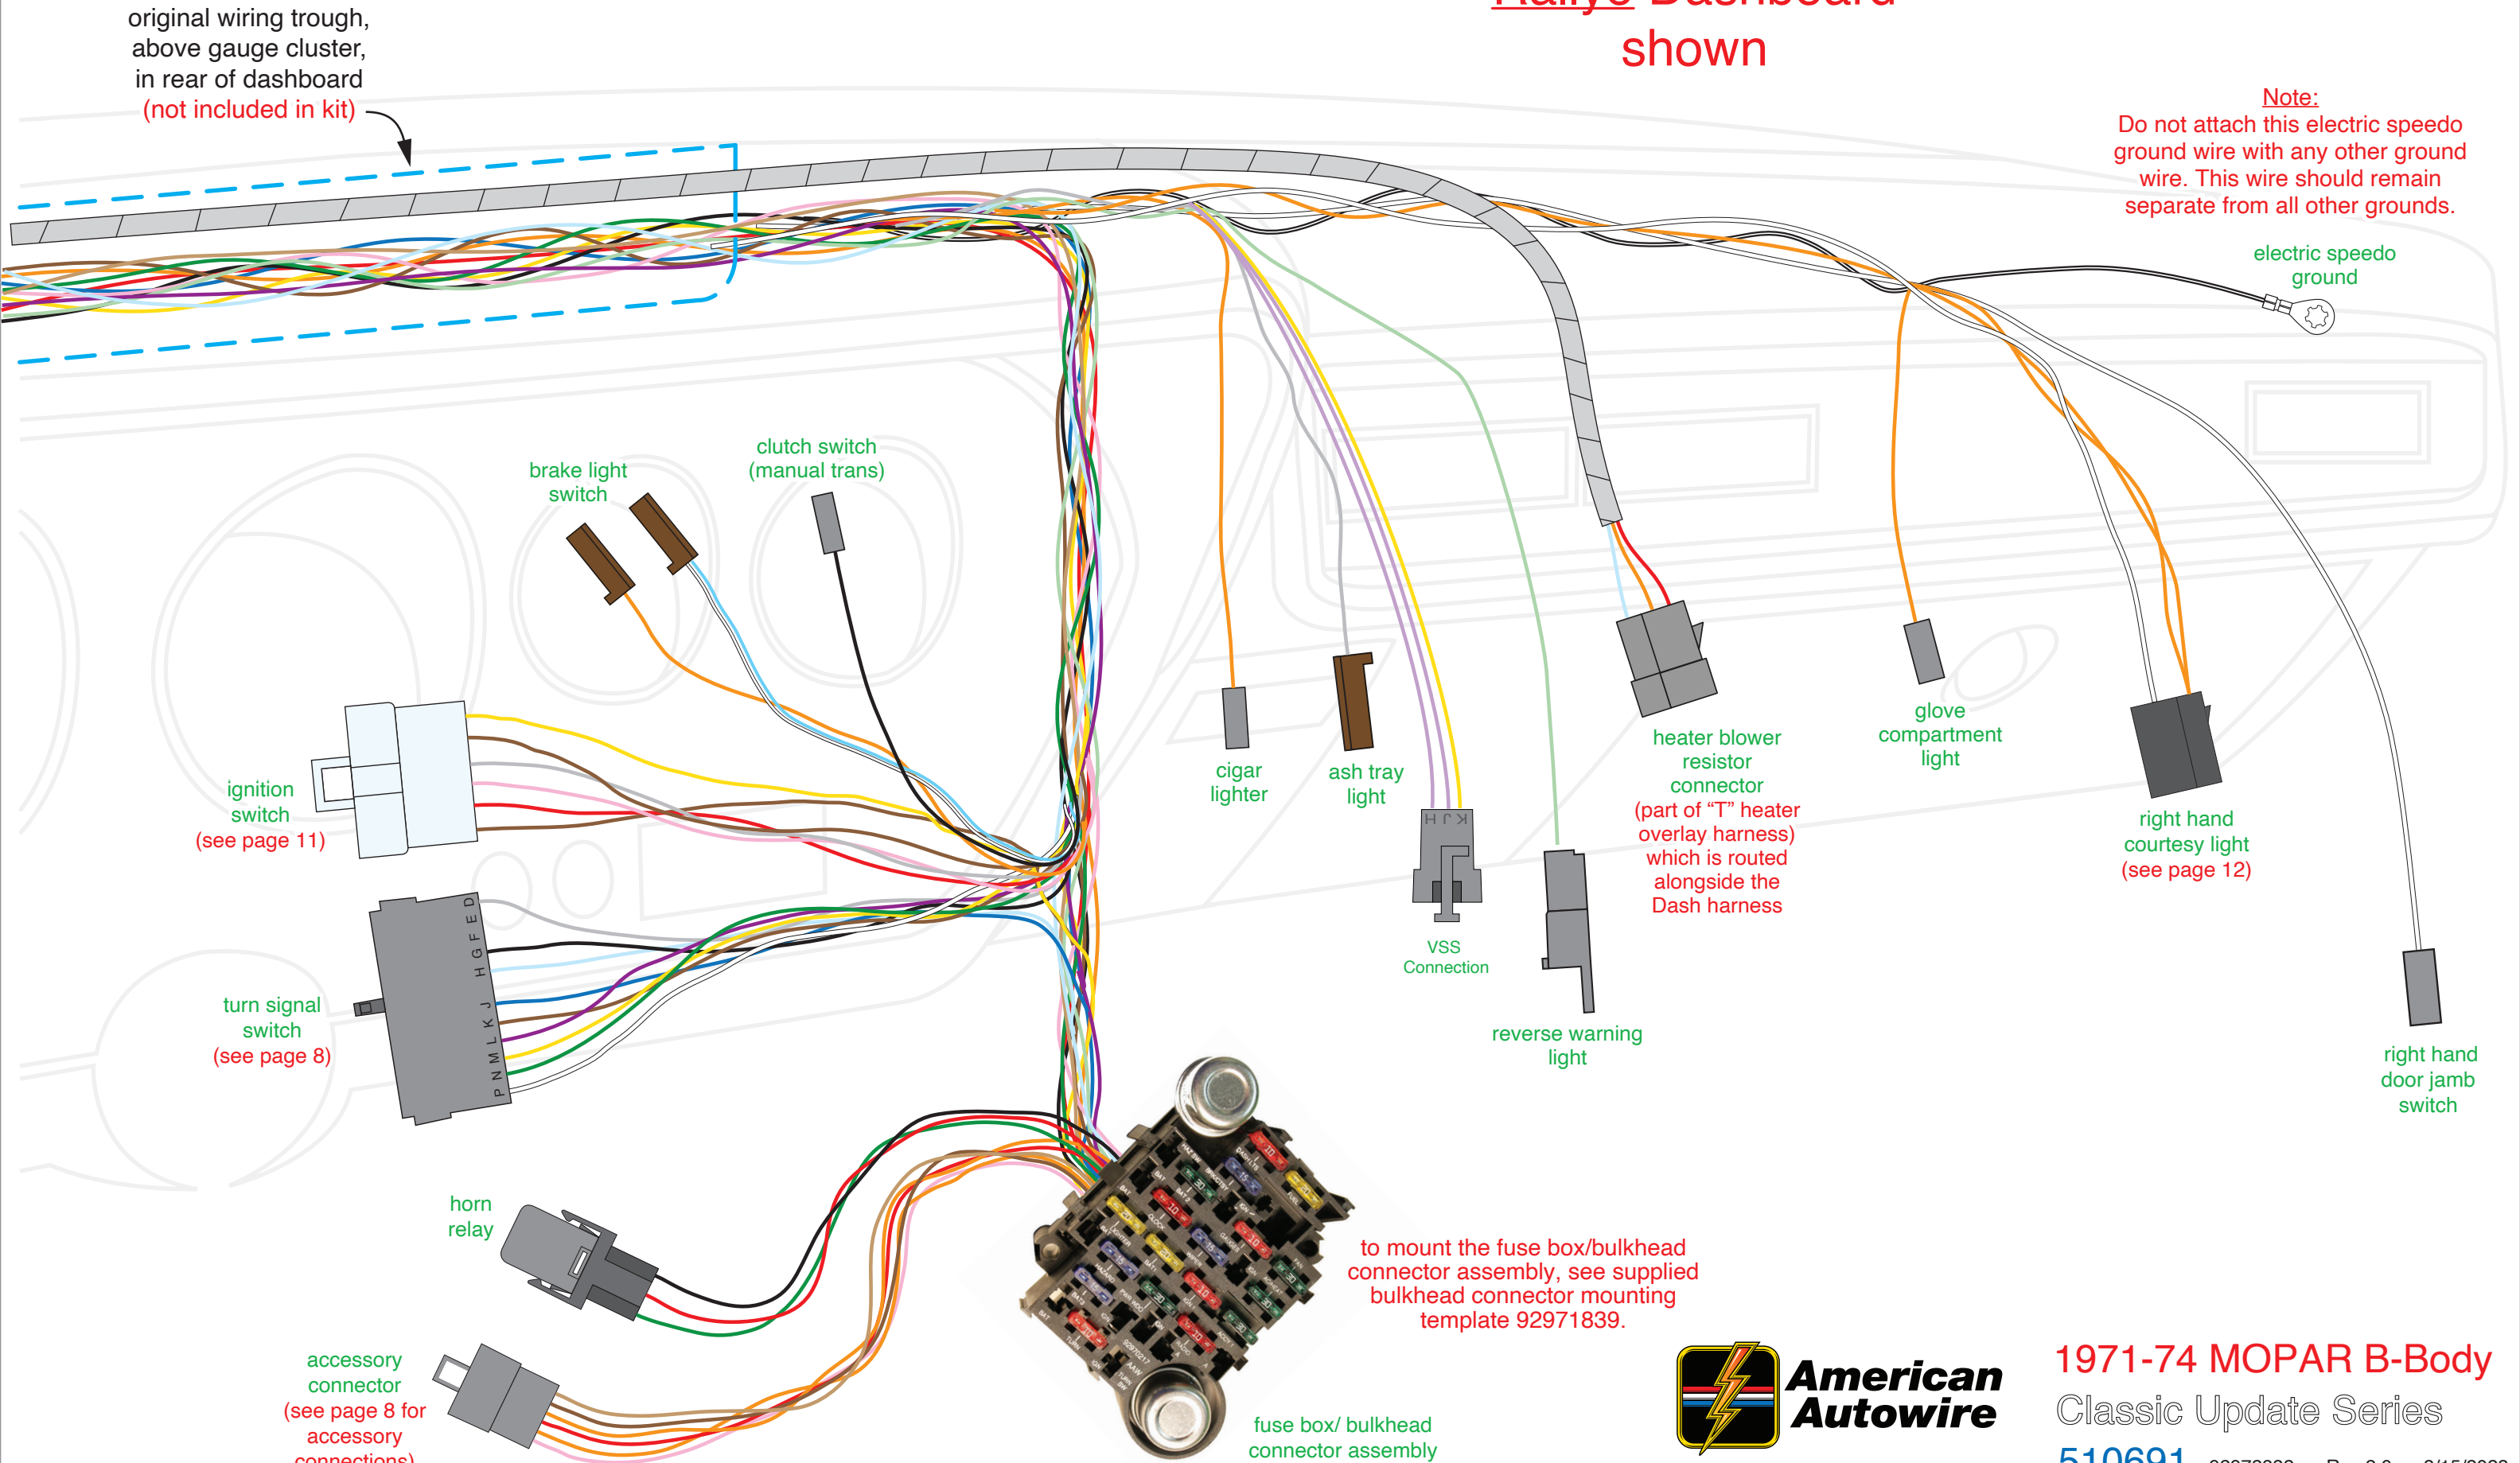 original wiring trough,
above gauge cluster,
in rear of dashboard
(not included in kit)
Rallye Dashboard
shown
Note:
Do not attach this electric speedo
ground wire with any other ground
wire. This wire should remain
separate from all other grounds.
electric speedo
ground
clutch switch
(manual trans)
brake light
switch
ignition
switch
(see page 11)
cigar
lighter
ash tray
light
H J K
VSS
Connection
heater blower
resistor
connector
(part of “T” heater
overlay harness)
which is routed
alongside the
Dash harness
glove
compartment
light
right hand
courtesy light
(see page 12)
reverse warning
light
right hand
door jamb
switch
turn signal
switch
(see page 8)
D
E
F
G
H
J
K
L
M
N
P
horn
relay
accessory
connector
(see page 8 for
accessory
connections)
to mount the fuse box/bulkhead
connector assembly, see supplied
bulkhead connector mounting
template 92971839.
fuse box/ bulkhead
connector assembly
American
Autowire
1971-74 MOPAR B-Body
Classic Update Series
510691